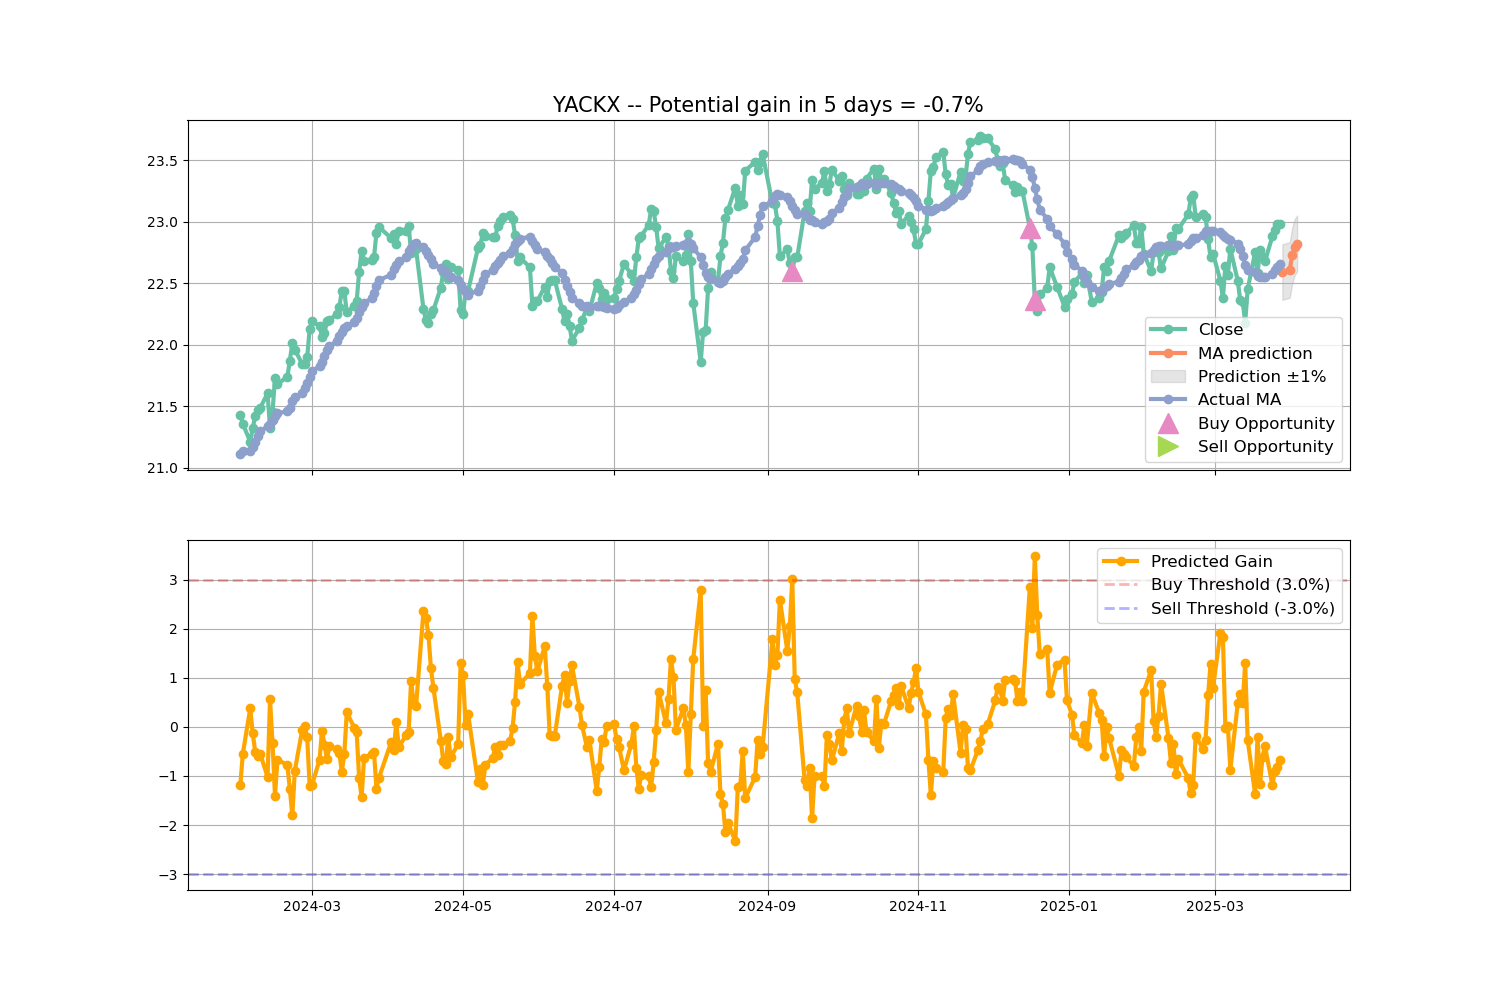 YACKX -- Potential gain in 5 days = -0.7%
23.5
23.0
22.5
22.0
21.5
21.0
Close
MA prediction
Prediction ±1%
Actual MA
Buy Opportunity
Sell Opportunity
3
2
1
0
−1
−2
−3
Predicted Gain
Buy Threshold (3.0%)
Sell Threshold (-3.0%)
2024-03
2024-05
2024-07
2024-09
2024-11
2025-01
2025-03